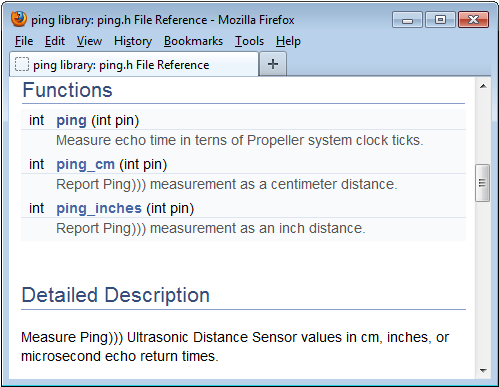 ping library: ping.h File Reference - Mozilla Firefox
File Edit View History Bookmarks Tools Help
ping library: ping.h File Reference
Functions
int ping (int pin)
Measure echo time in terns of Propeller system clock ticks.
int ping_cm (int pin)
Report Ping))) measurement as a centimeter distance.
int ping_inches (int pin)
Report Ping))) measurement as an inch distance.
Detailed Description
Measure Ping))) Ultrasonic Distance Sensor values in cm, inches, or
microsecond echo return times.